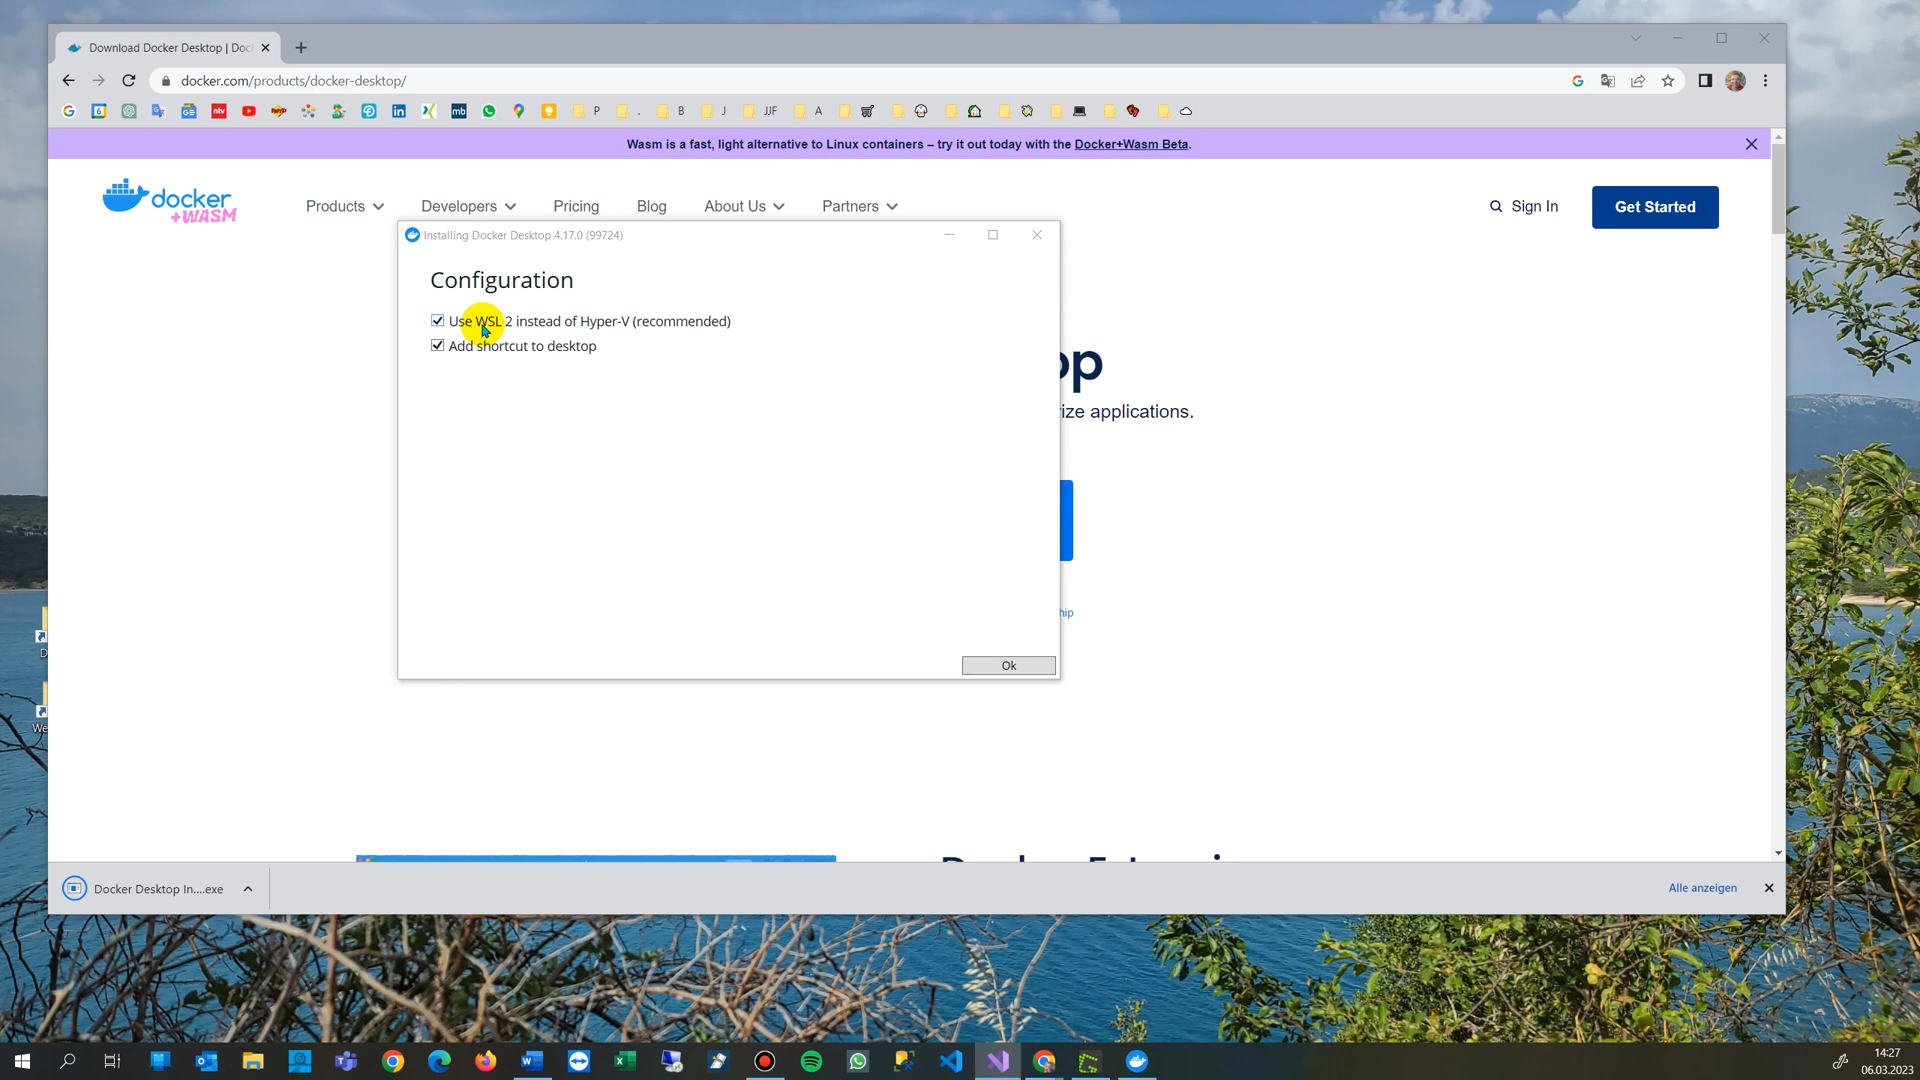 Download Docker Desktop | Doc
docker.com/products/docker-desktop/
P
.
B
J
JJF
A
Wasm is a fast, light alternative to Linux containers – try it out today with the Docker+Wasm Beta.
docker
+WASM
Products
Developers
Pricing
Blog
About Us
Partners
Sign In
Get Started
Installing Docker Desktop 4.17.0 (99724)
Configuration
Use WSL 2 instead of Hyper-V (recommended)
Add shortcut to desktop
op
ize applications.
hip
Ok
D
We
Docker Desktop In....exe
Alle anzeigen
14:27
06.03.2023